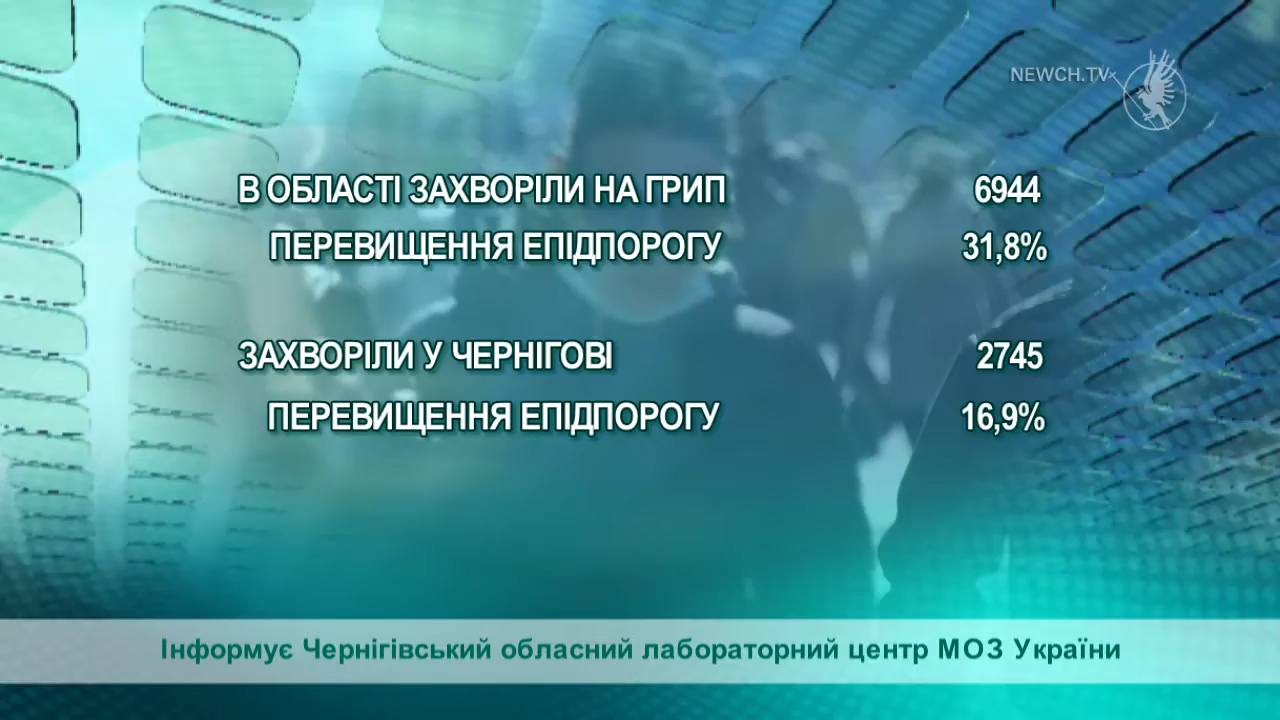 NEWCH.TV
В ОБЛАСТІ ЗАХВОРІЛИ НА ГРИП 6944
ПЕРЕВИЩЕННЯ ЕПІДПОРОГУ 31,8%
ЗАХВОРІЛИ У ЧЕРНІГОВІ 2745
ПЕРЕВИЩЕННЯ ЕПІДПОРОГУ 16,9%
Інформує Чернігівський обласний лабораторний центр МОЗ України